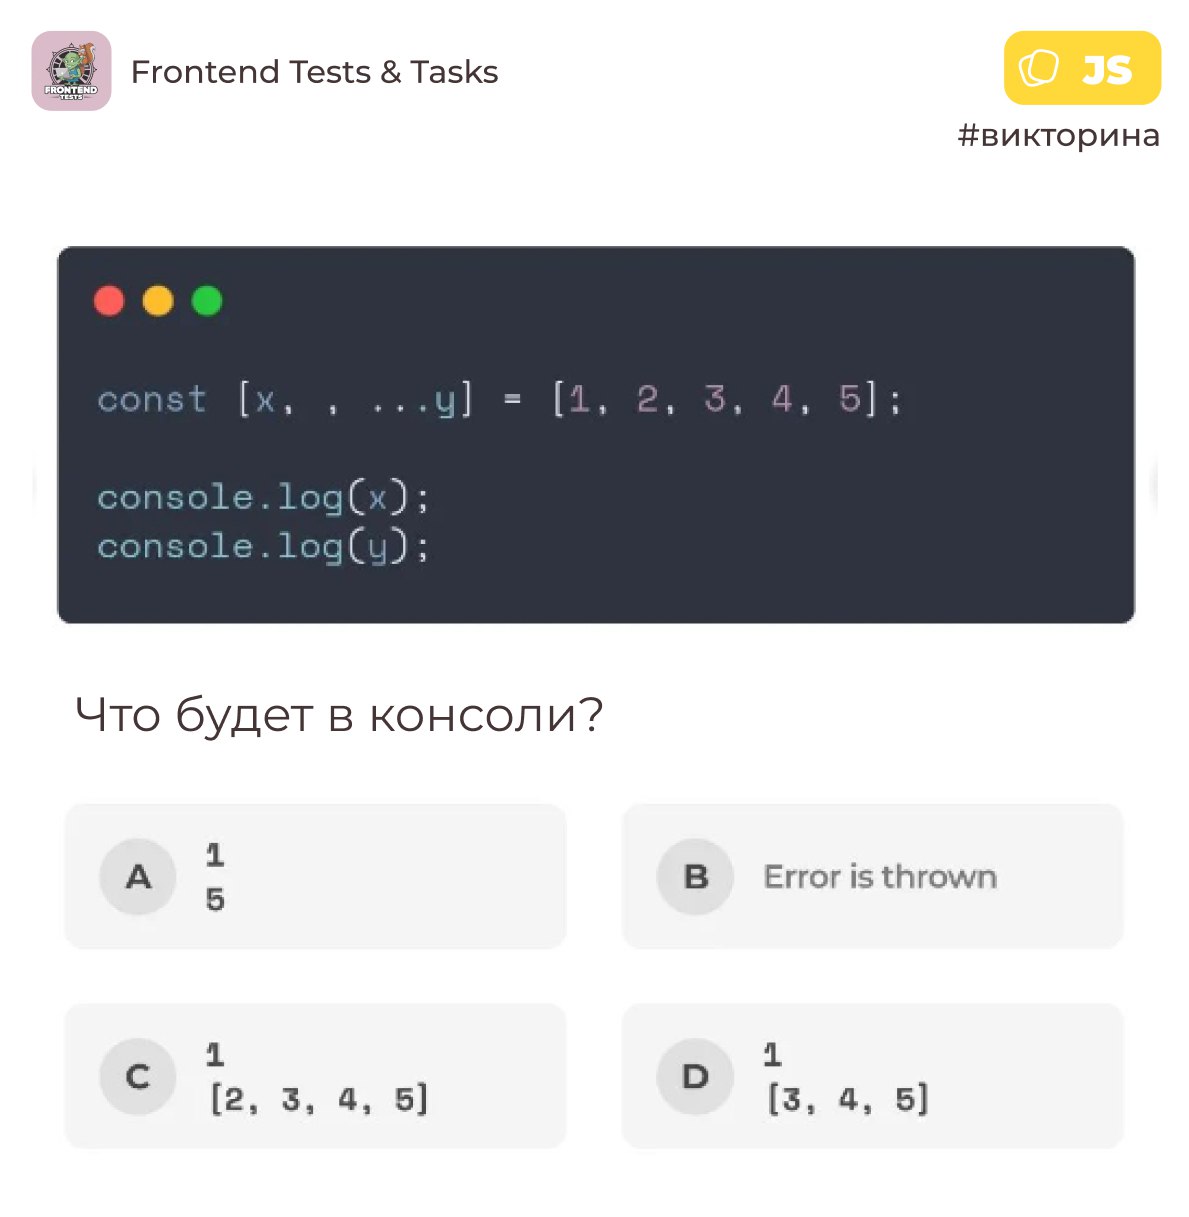 FRONTEND
TESTS
Frontend Tests & Tasks
JS
#викторина
const [x, , ...y] = [1, 2, 3, 4, 5];
console.log(x);
console.log(y);
Что будет в консоли?
A
1
5
B
Error is thrown
C
1
[2, 3, 4, 5]
D
1
[3, 4, 5]